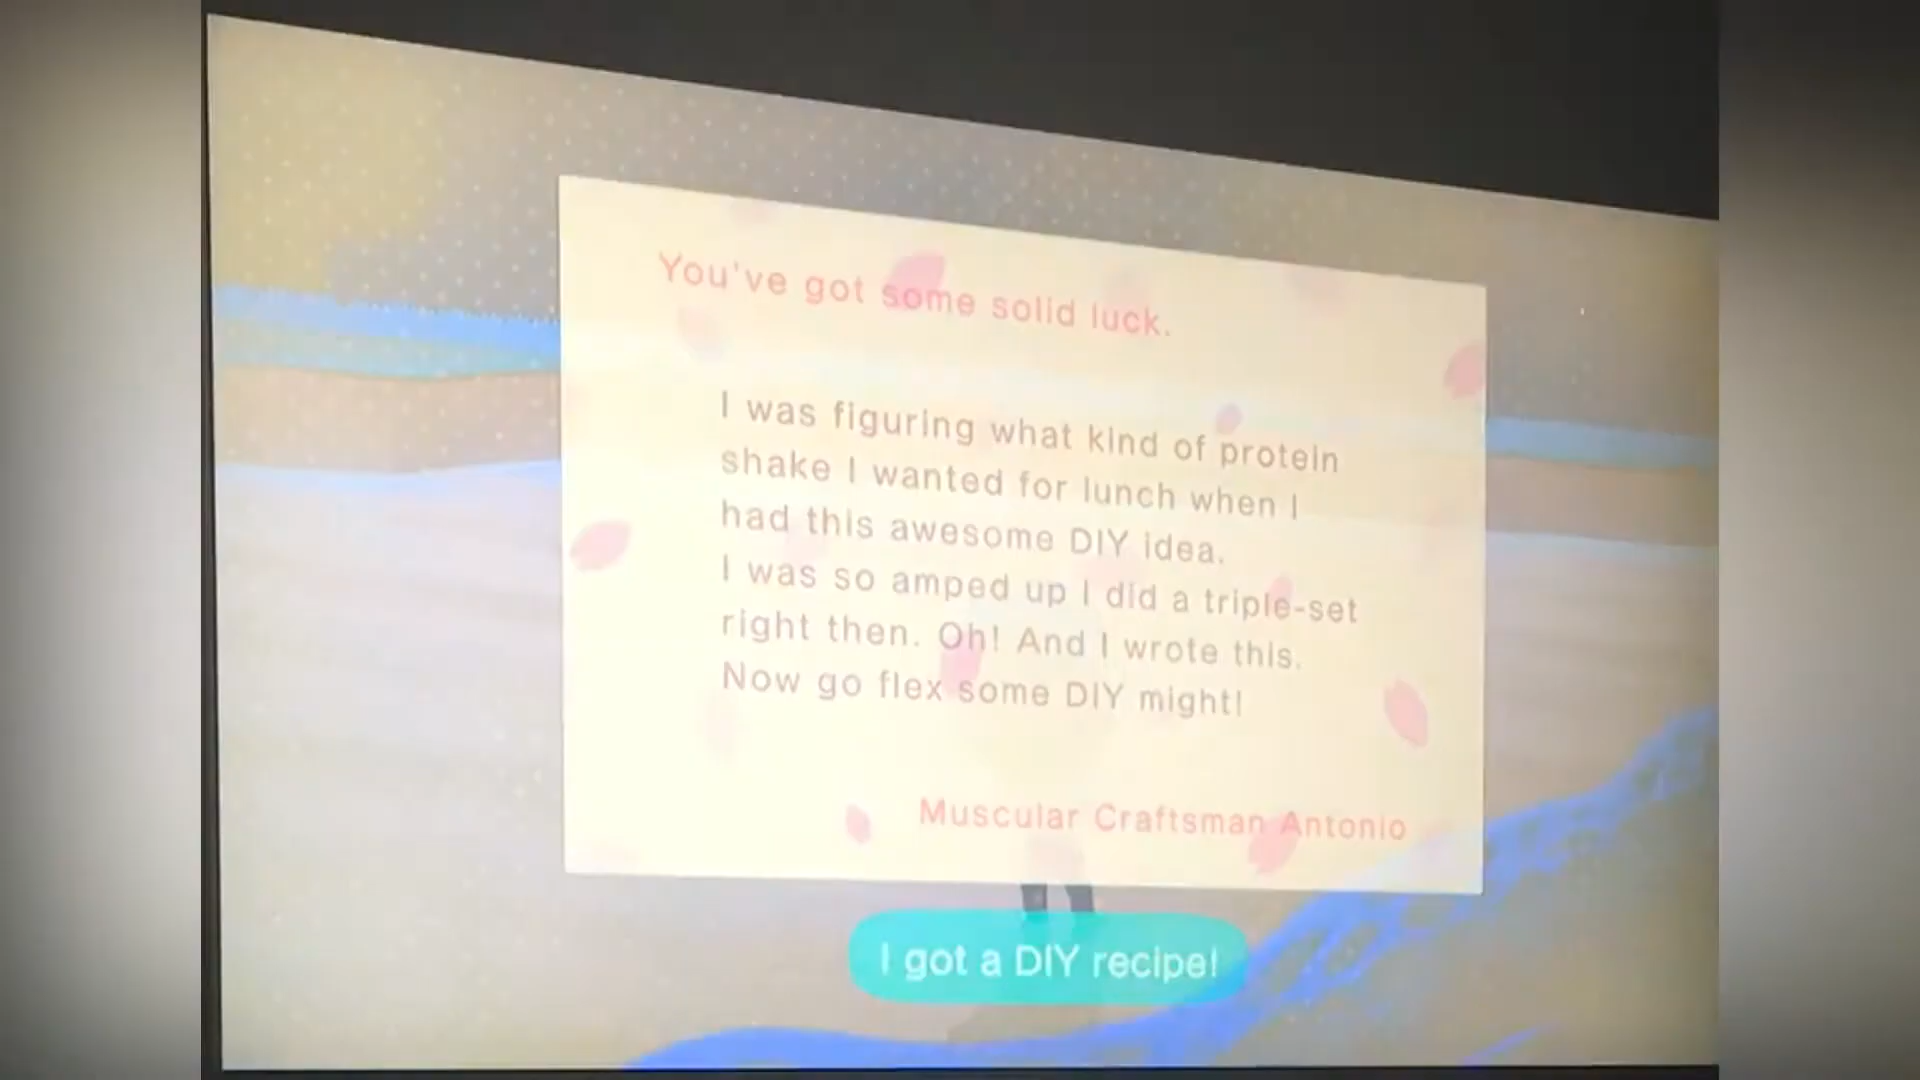 You've got some solid luck.
I was figuring what kind of protein
shake I wanted for lunch when I
had this awesome DIY idea.
I was so amped up I did a triple-set
right then. Oh! And I wrote this.
Now go flex some DIY might!
Muscular Craftsman Antonio
I got a DIY recipe!